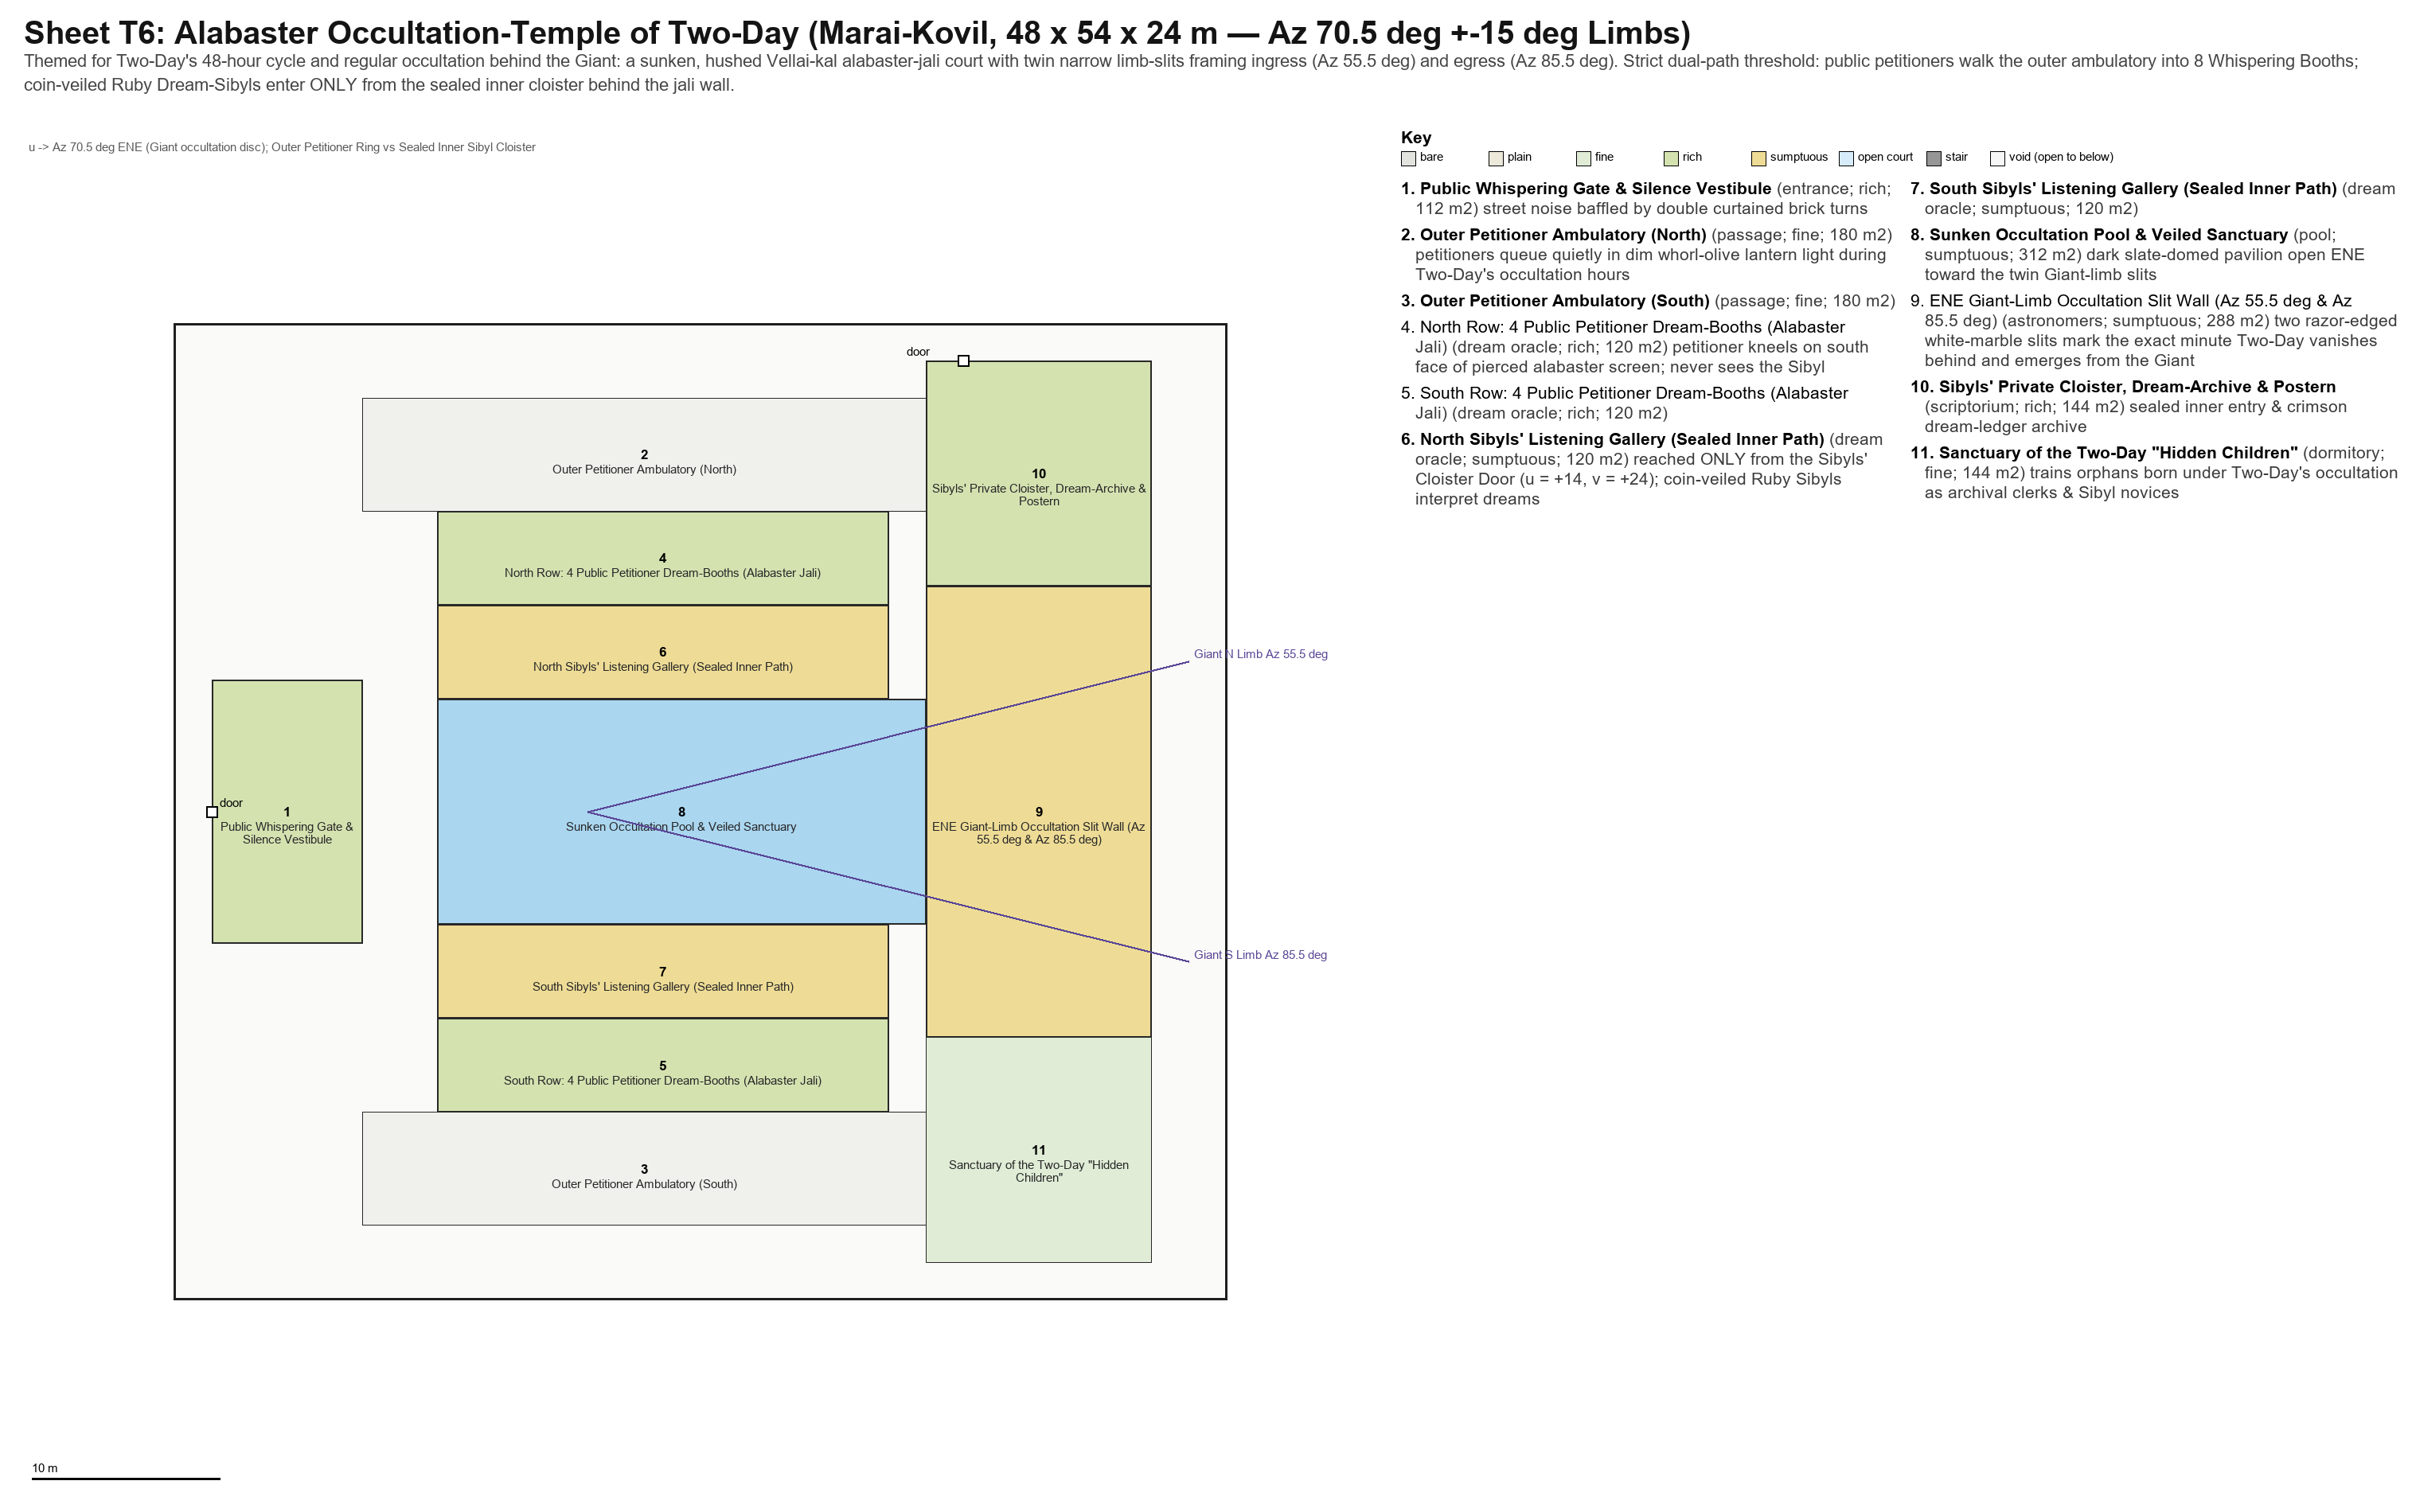 Sheet T6: Alabaster Occultation-Temple of Two-Day (Marai-Kovil, 48 x 54 x 24 m — Az 70.5 deg +-15 deg Limbs)
Themed for Two-Day's 48-hour cycle and regular occultation behind the Giant: a sunken, hushed Vellai-kal alabaster-jali court with twin narrow limb-slits framing ingress (Az 55.5 deg) and egress (Az 85.5 deg). Strict dual-path threshold: public petitioners walk the outer ambulatory into 8 Whispering Booths;
coin-veiled Ruby Dream-Sibyls enter ONLY from the sealed inner cloister behind the jali wall.
u -> Az 70.5 deg ENE (Giant occultation disc); Outer Petitioner Ring vs Sealed Inner Sibyl Cloister
door
2
Outer Petitioner Ambulatory (North)
10
Sibyls' Private Cloister, Dream-Archive &
Postern
4
North Row: 4 Public Petitioner Dream-Booths (Alabaster Jali)
6
North Sibyls' Listening Gallery (Sealed Inner Path)
Giant N Limb Az 55.5 deg
door
1
Public Whispering Gate &
Silence Vestibule
8
Sunken Occultation Pool & Veiled Sanctuary
9
ENE Giant-Limb Occultation Slit Wall (Az
55.5 deg & Az 85.5 deg)
Giant S Limb Az 85.5 deg
7
South Sibyls' Listening Gallery (Sealed Inner Path)
5
South Row: 4 Public Petitioner Dream-Booths (Alabaster Jali)
11
Sanctuary of the Two-Day "Hidden
Children"
3
Outer Petitioner Ambulatory (South)
10 m
Key
bare plain fine rich sumptuous open court stair void (open to below)
1. Public Whispering Gate & Silence Vestibule (entrance; rich;
112 m2) street noise baffled by double curtained brick turns
2. Outer Petitioner Ambulatory (North) (passage; fine; 180 m2)
petitioners queue quietly in dim whorl-olive lantern light during
Two-Day's occultation hours
3. Outer Petitioner Ambulatory (South) (passage; fine; 180 m2)
4. North Row: 4 Public Petitioner Dream-Booths (Alabaster
Jali) (dream oracle; rich; 120 m2) petitioner kneels on south
face of pierced alabaster screen; never sees the Sibyl
5. South Row: 4 Public Petitioner Dream-Booths (Alabaster
Jali) (dream oracle; rich; 120 m2)
6. North Sibyls' Listening Gallery (Sealed Inner Path) (dream
oracle; sumptuous; 120 m2) reached ONLY from the Sibyls'
Cloister Door (u = +14, v = +24); coin-veiled Ruby Sibyls
interpret dreams
7. South Sibyls' Listening Gallery (Sealed Inner Path) (dream
oracle; sumptuous; 120 m2)
8. Sunken Occultation Pool & Veiled Sanctuary (pool;
sumptuous; 312 m2) dark slate-domed pavilion open ENE
toward the twin Giant-limb slits
9. ENE Giant-Limb Occultation Slit Wall (Az 55.5 deg & Az
85.5 deg) (astronomers; sumptuous; 288 m2) two razor-edged
white-marble slits mark the exact minute Two-Day vanishes
behind and emerges from the Giant
10. Sibyls' Private Cloister, Dream-Archive & Postern
(scriptorium; rich; 144 m2) sealed inner entry & crimson
dream-ledger archive
11. Sanctuary of the Two-Day "Hidden Children" (dormitory;
fine; 144 m2) trains orphans born under Two-Day's occultation
as archival clerks & Sibyl novices